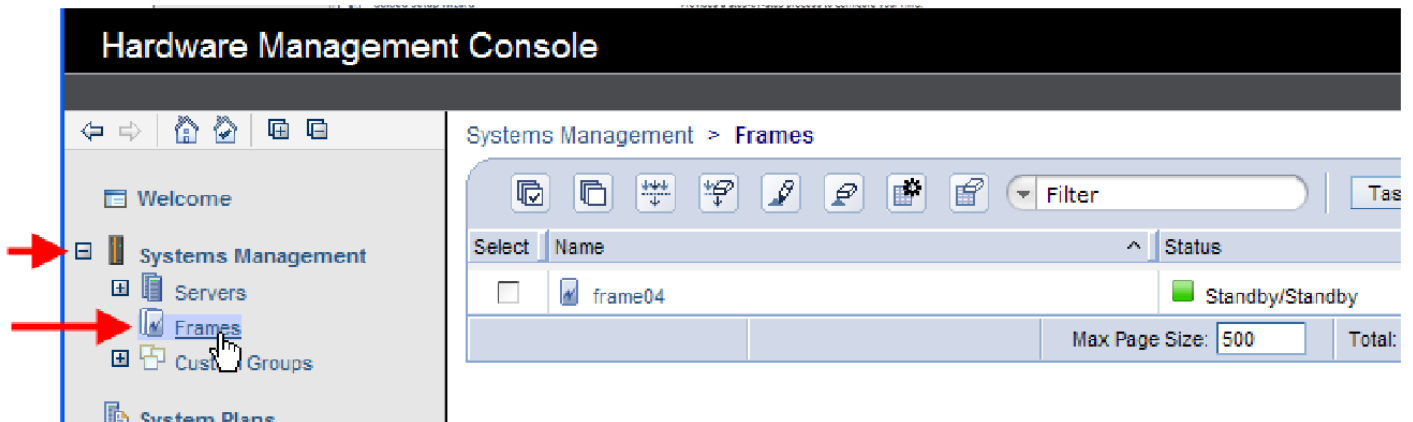 Hardware Management Console
Systems Management > Frames
Welcome
Filter
Tas
Systems Management
Select Name Status
Servers
frame04 Standby/Standby
Frames
Max Page Size: 500 Total:
Groups
System Plans